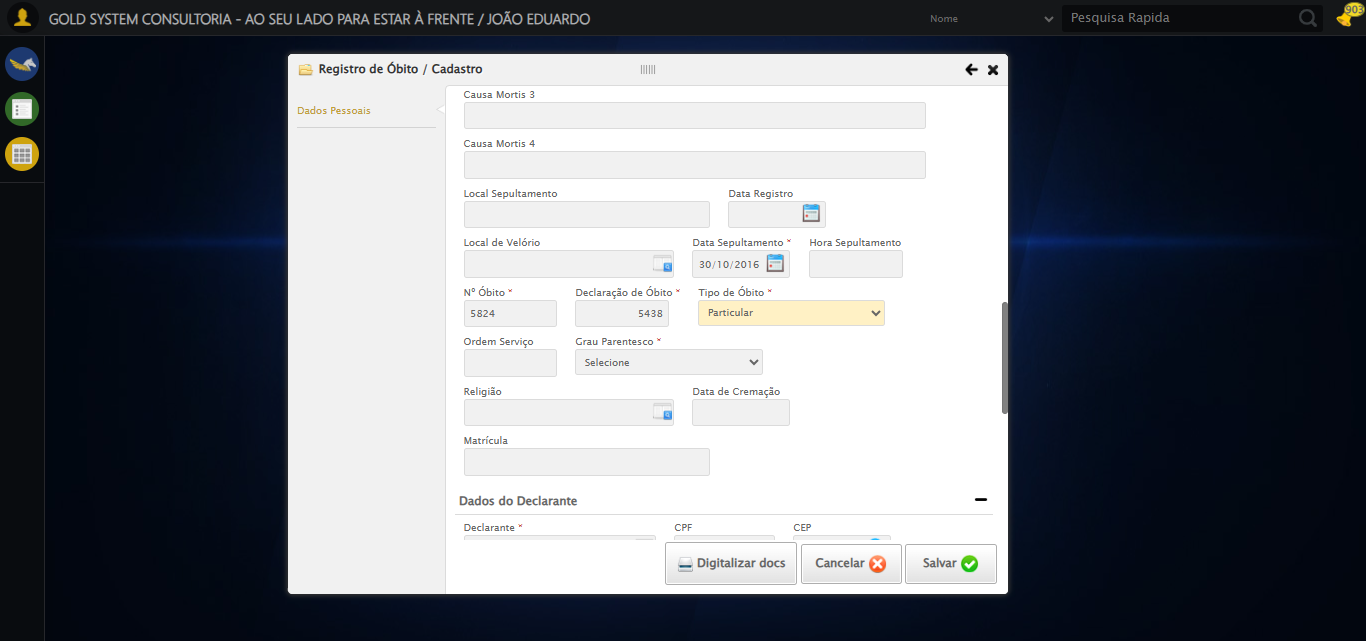 GOLD SYSTEM CONSULTORIA - AO SEU LADO PARA ESTAR À FRENTE / JOÃO EDUARDO
Nome
Pesquisa Rapida
903
Registro de Óbito / Cadastro
Dados Pessoais
Causa Mortis 3
Causa Mortis 4
Local Sepultamento
Data Registro
Local de Velório
Data Sepultamento *
Hora Sepultamento
30/10/2016
Nº Óbito *
Declaração de Óbito *
Tipo de Óbito *
5824
5438
Particular
Ordem Serviço
Grau Parentesco *
Selecione
Religião
Data de Cremação
Matrícula
Dados do Declarante
Declarante *
CPF
CEP
Digitalizar docs
Cancelar
Salvar